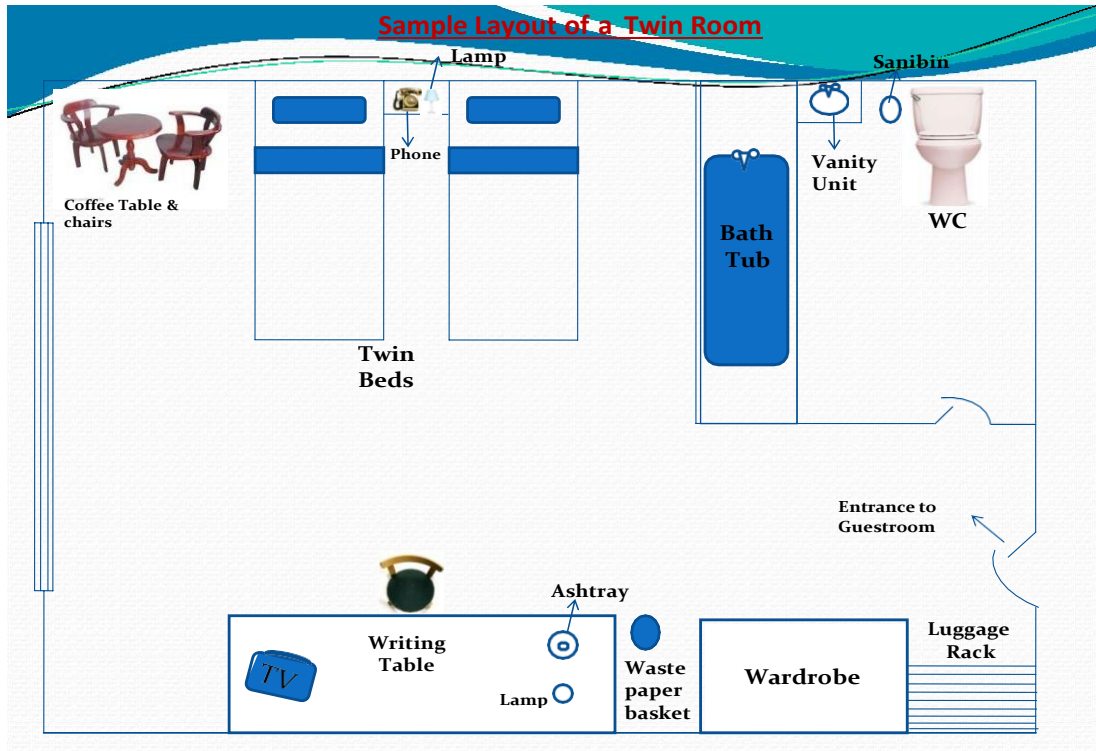 Sample Layout of a Twin Room
Lamp
Sanibin
Phone
Vanity
Unit
Coffee Table &
chairs
WC
Bath
Tub
Twin
Beds
Entrance to
Guestroom
Ashtray
Writing
Table
Luggage
Rack
TV
Waste
paper
basket
Wardrobe
Lamp